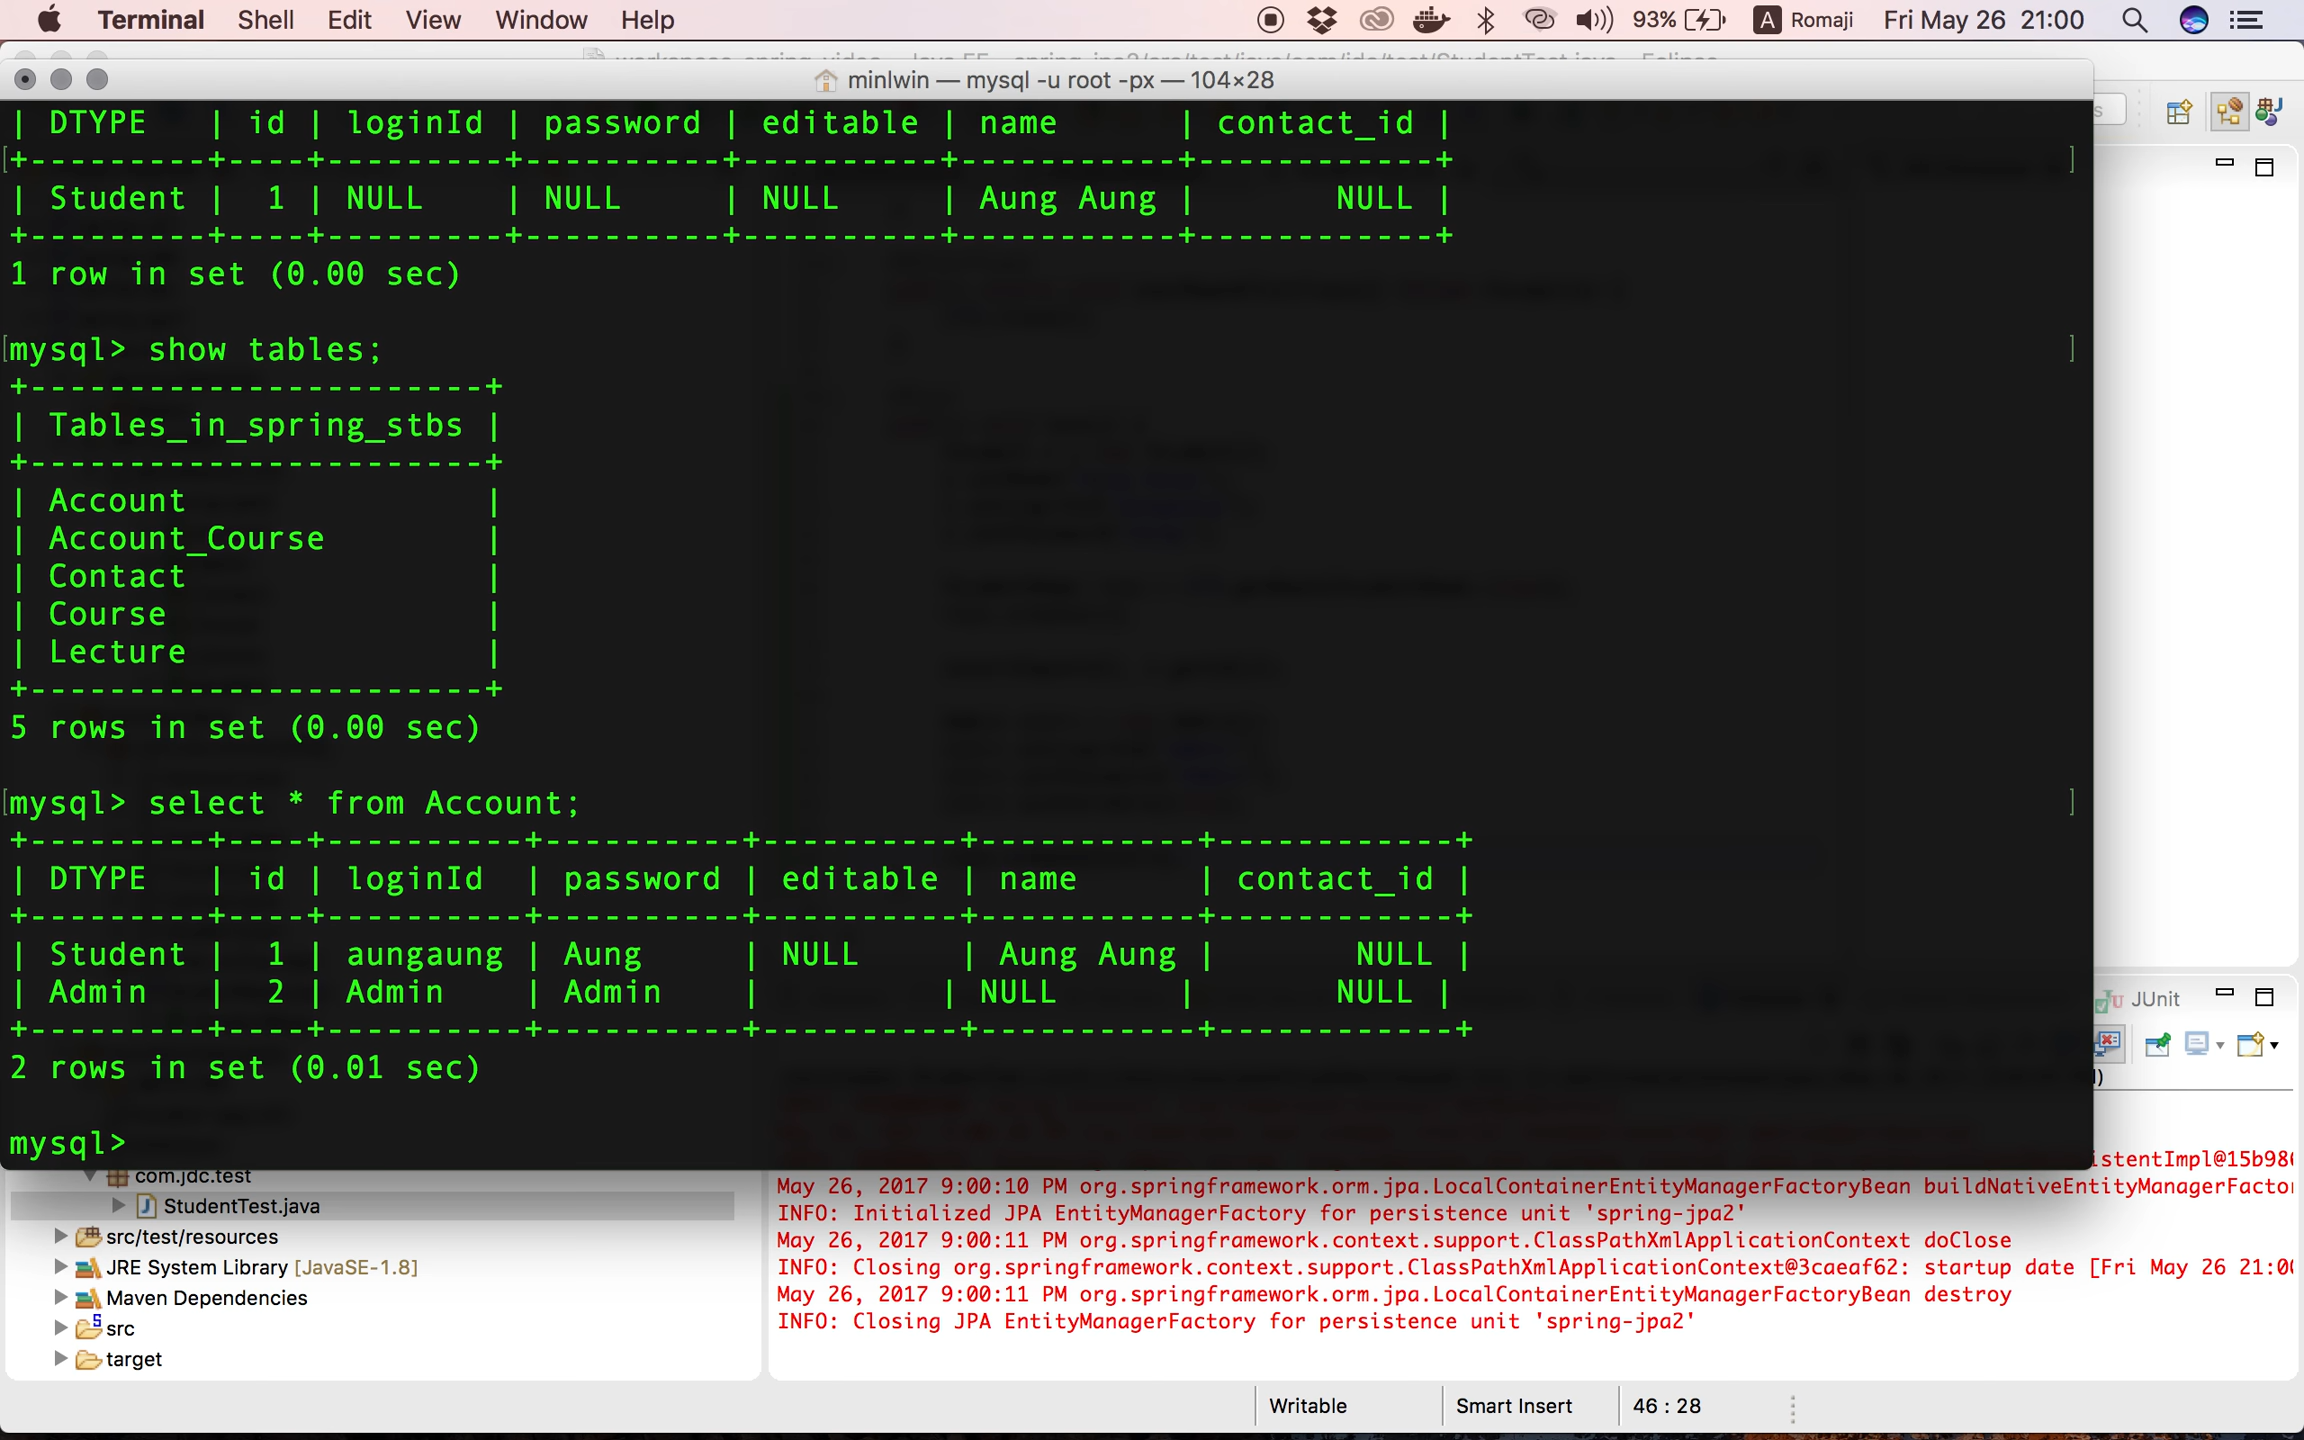 Terminal Shell Edit View Window Help 93% A Romaji Fri May 26 21:00
minlwin — mysql -u root -px — 104×28
| DTYPE   | id | loginId | password | editable | name      | contact_id |
+---------+----+---------+----------+----------+-----------+------------+
| Student |  1 | NULL    | NULL     | NULL     | Aung Aung |       NULL |
+---------+----+---------+----------+----------+-----------+------------+
1 row in set (0.00 sec)
mysql> show tables;
+-----------------------+
| Tables_in_spring_stbs |
+-----------------------+
| Account               |
| Account_Course        |
| Contact               |
| Course                |
| Lecture               |
+-----------------------+
5 rows in set (0.00 sec)
mysql> select * from Account;
+---------+----+----------+----------+----------+-----------+------------+
| DTYPE   | id | loginId  | password | editable | name      | contact_id |
+---------+----+----------+----------+----------+-----------+------------+
| Student |  1 | aungaung | Aung     | NULL     | Aung Aung |       NULL |
| Admin   |  2 | Admin    | Admin    |         | NULL      |       NULL |
+---------+----+----------+----------+----------+-----------+------------+
2 rows in set (0.01 sec)
mysql>
JUnit
com.jdc.test
StudentTest.java
src/test/resources
JRE System Library [JavaSE-1.8]
Maven Dependencies
src
target
istentImpl@15b98
May 26, 2017 9:00:10 PM org.springframework.orm.jpa.LocalContainerEntityManagerFactoryBean buildNativeEntityManagerFacto
INFO: Initialized JPA EntityManagerFactory for persistence unit 'spring-jpa2'
May 26, 2017 9:00:11 PM org.springframework.context.support.ClassPathXmlApplicationContext doClose
INFO: Closing org.springframework.context.support.ClassPathXmlApplicationContext@3caeaf62: startup date [Fri May 26 21:0
May 26, 2017 9:00:11 PM org.springframework.orm.jpa.LocalContainerEntityManagerFactoryBean destroy
INFO: Closing JPA EntityManagerFactory for persistence unit 'spring-jpa2'
Writable Smart Insert 46 : 28